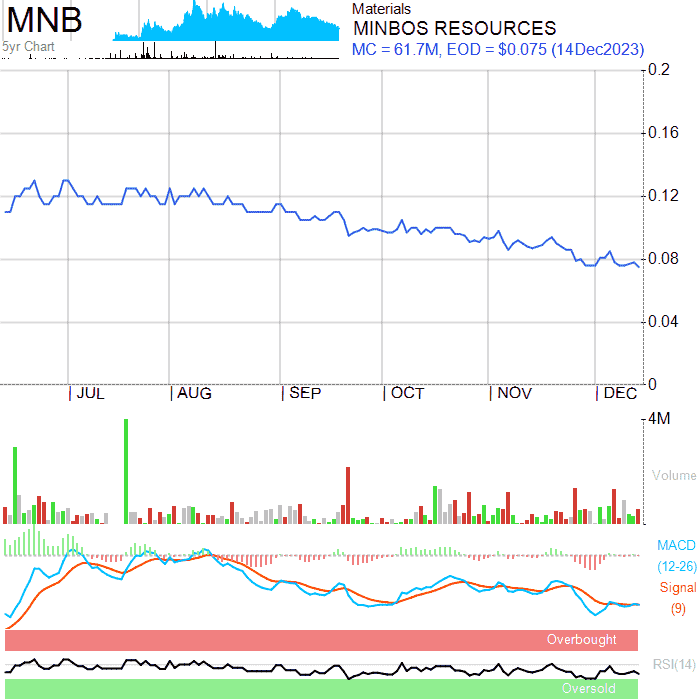 MNB
5yr Chart
Materials
MINBOS RESOURCES
MC = 61.7M, EOD = $0.075 (14Dec2023)
0.2
0.16
0.12
0.08
0.04
0
JUL AUG SEP OCT NOV DEC
4M
Volume
MACD
(12-26)
Signal
(9)
Overbought
RSI(14)
Oversold